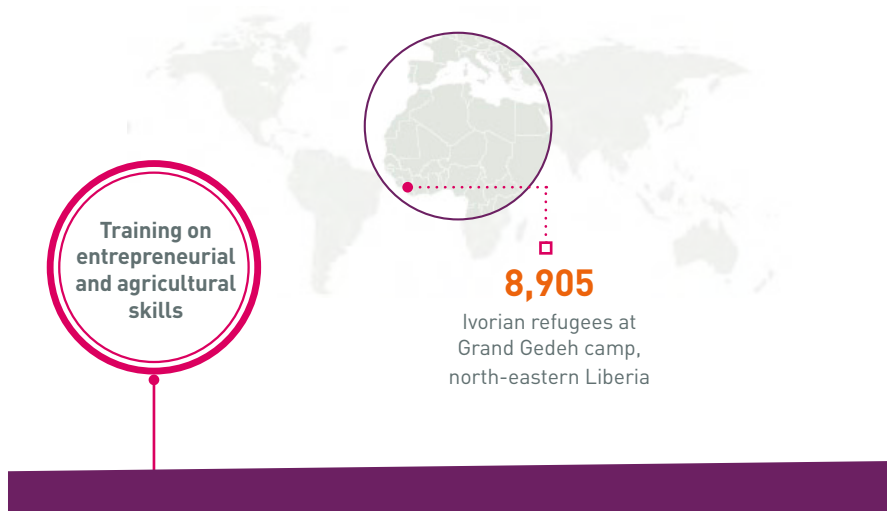 Training on
entrepreneurial
and agricultural
skills
8,905
Ivorian refugees at
Grand Gedeh camp,
north-eastern Liberia